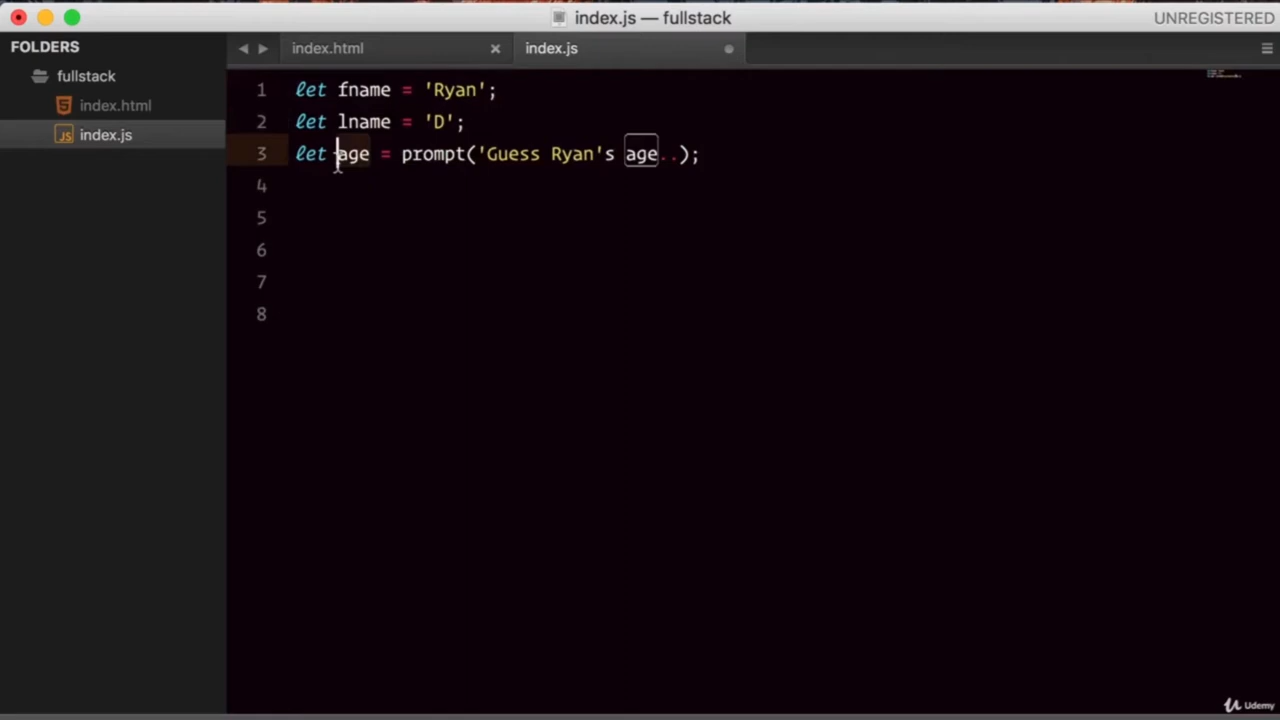 index.js — fullstack
UNREGISTERED
FOLDERS
fullstack
index.html
index.js
index.html
index.js
1 let fname = 'Ryan';
2 let lname = 'D';
3 let age = prompt('Guess Ryan's age..);
4
5
6
7
8
JS
Udemy